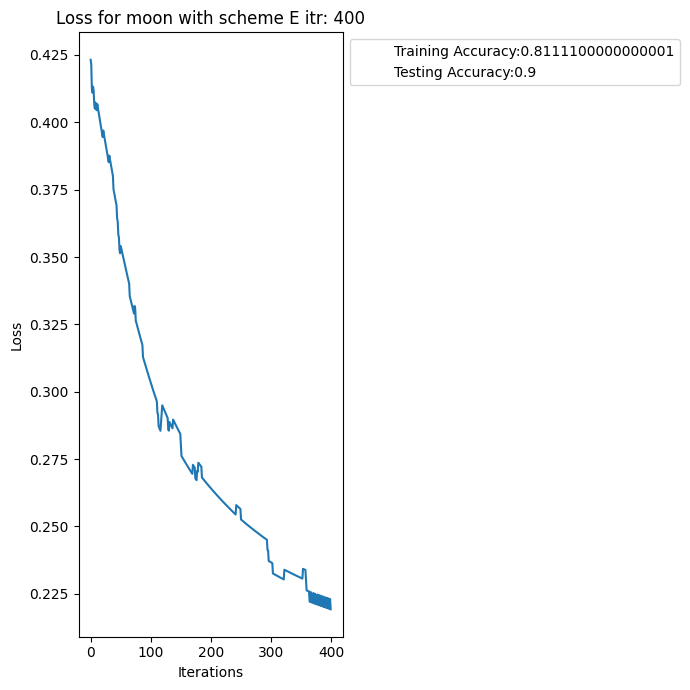 Loss for moon with scheme E itr: 400
Training Accuracy:0.8111100000000001
Testing Accuracy:0.9
0.425
0.400
0.375
0.350
0.325
0.300
0.275
0.250
0.225
Loss
0 100 200 300 400
Iterations